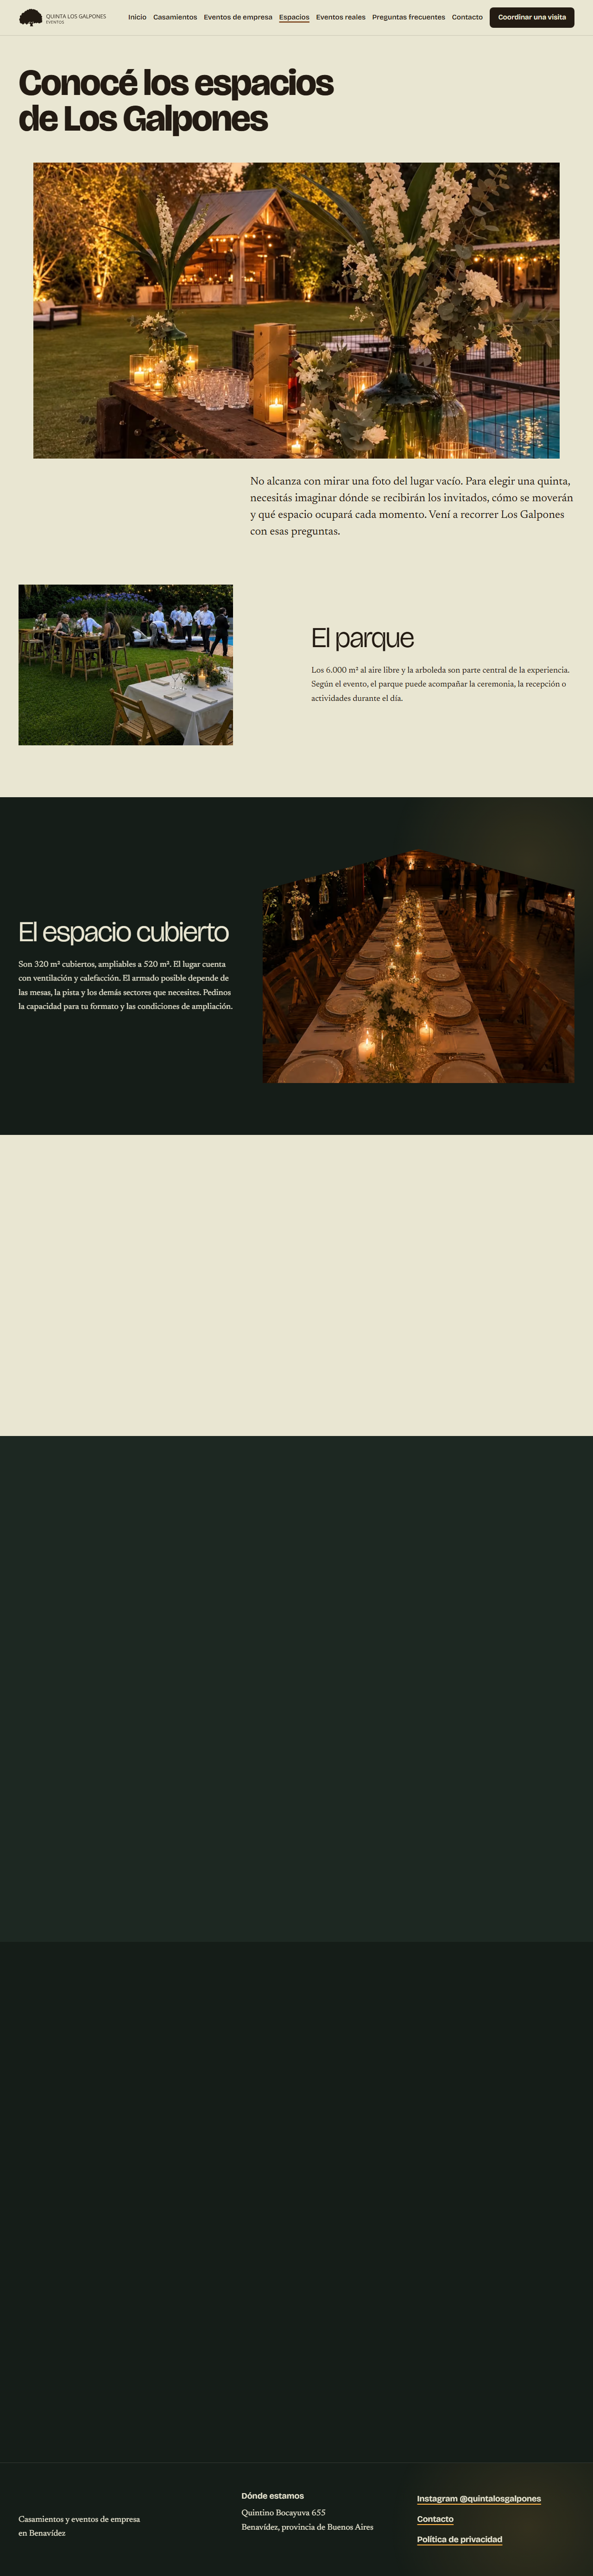 QUINTA LOS GALPONES
EVENTOS
Inicio Casamientos Eventos de empresa Espacios Eventos reales Preguntas frecuentes Contacto Coordinar una visita
Conocé los espacios
de Los Galpones
No alcanza con mirar una foto del lugar vacío. Para elegir una quinta,
necesitás imaginar dónde se recibirán los invitados, cómo se moverán
y qué espacio ocupará cada momento. Vení a recorrer Los Galpones
con esas preguntas.
El parque
Los 6.000 m² al aire libre y la arboleda son parte central de la experiencia.
Según el evento, el parque puede acompañar la ceremonia, la recepción o
actividades durante el día.
El espacio cubierto
Son 320 m² cubiertos, ampliables a 520 m². El lugar cuenta
con ventilación y calefacción. El armado posible depende de
las mesas, la pista y los demás sectores que necesites. Pedinos
la capacidad para tu formato y las condiciones de ampliación.
Casamientos y eventos de empresa
en Benavídez
Dónde estamos
Quintino Bocayuva 655
Benavídez, provincia de Buenos Aires
Instagram @quintalosgalpones
Contacto
Política de privacidad